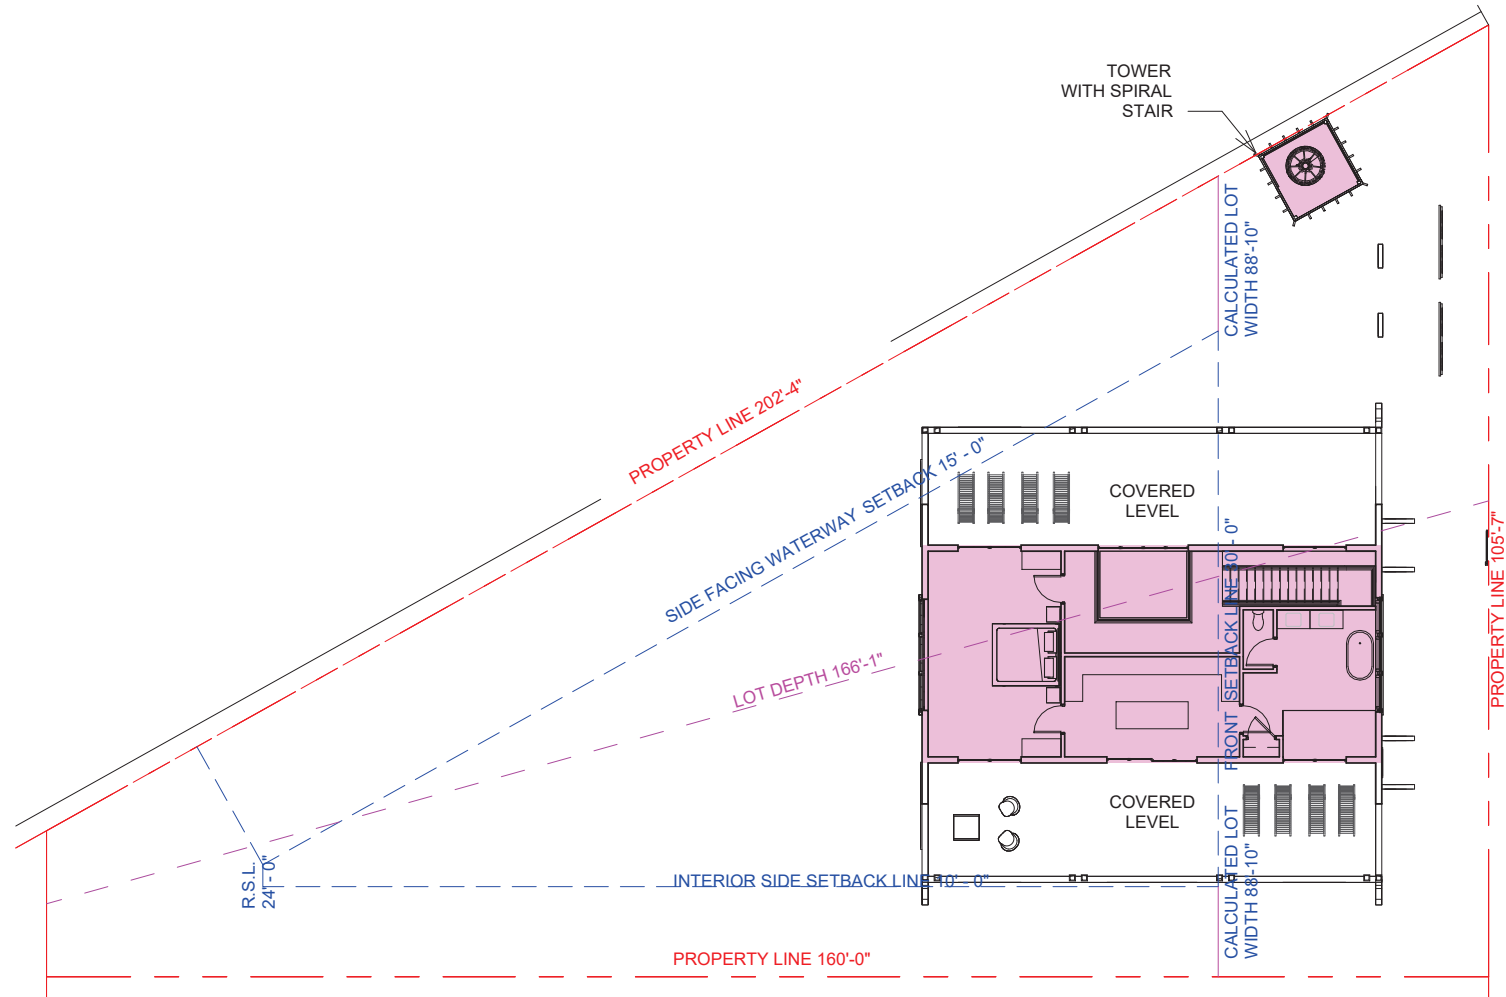 TOWER
WITH SPIRAL
STAIR
CALCULATED LOT
WIDTH 88'-10"
PROPERTY LINE 202'-4"
SIDE FACING WATERWAY SETBACK 15' - 0"
COVERED
LEVEL
FRONT SETBACK LINE 30' - 0"
PROPERTY LINE 105'-7"
LOT DEPTH 166'-1"
COVERED
LEVEL
R.S.L.
24' - 0"
INTERIOR SIDE SETBACK LINE 10' - 0"
CALCULATED LOT
WIDTH 88'-10"
PROPERTY LINE 160'-0"